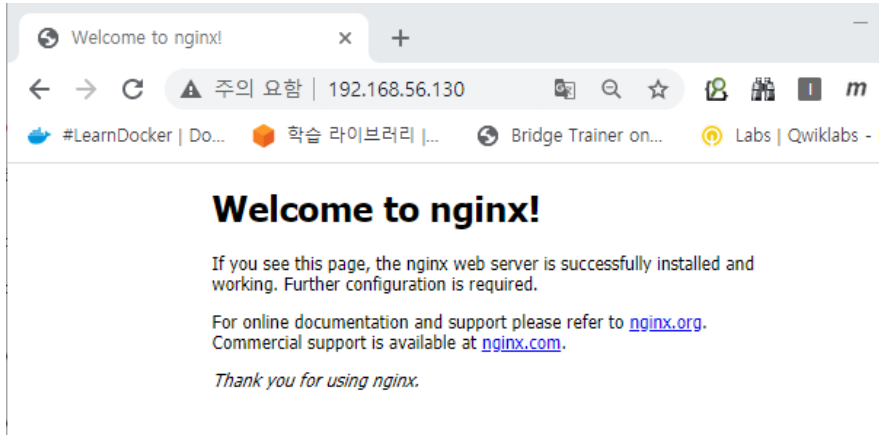 Welcome to nginx!
주의 요함 | 192.168.56.130
#LearnDocker | Do... 학습 라이브러리 |... Bridge Trainer on... Labs | Qwiklabs -
Welcome to nginx!
If you see this page, the nginx web server is successfully installed and
working. Further configuration is required.
For online documentation and support please refer to nginx.org.
Commercial support is available at nginx.com.
Thank you for using nginx.